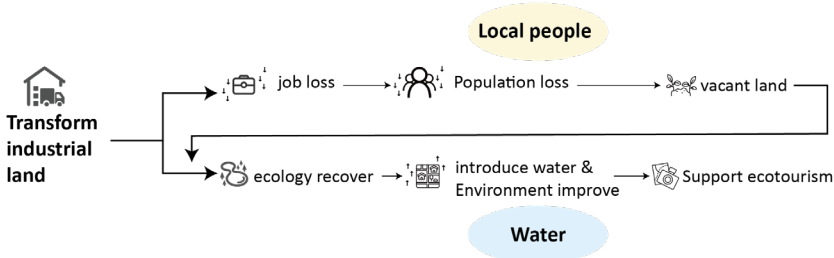 Local people
job loss
Population loss
vacant land
Transform
industrial
land
ecology recover
introduce water &
Environment improve
Support ecotourism
Water